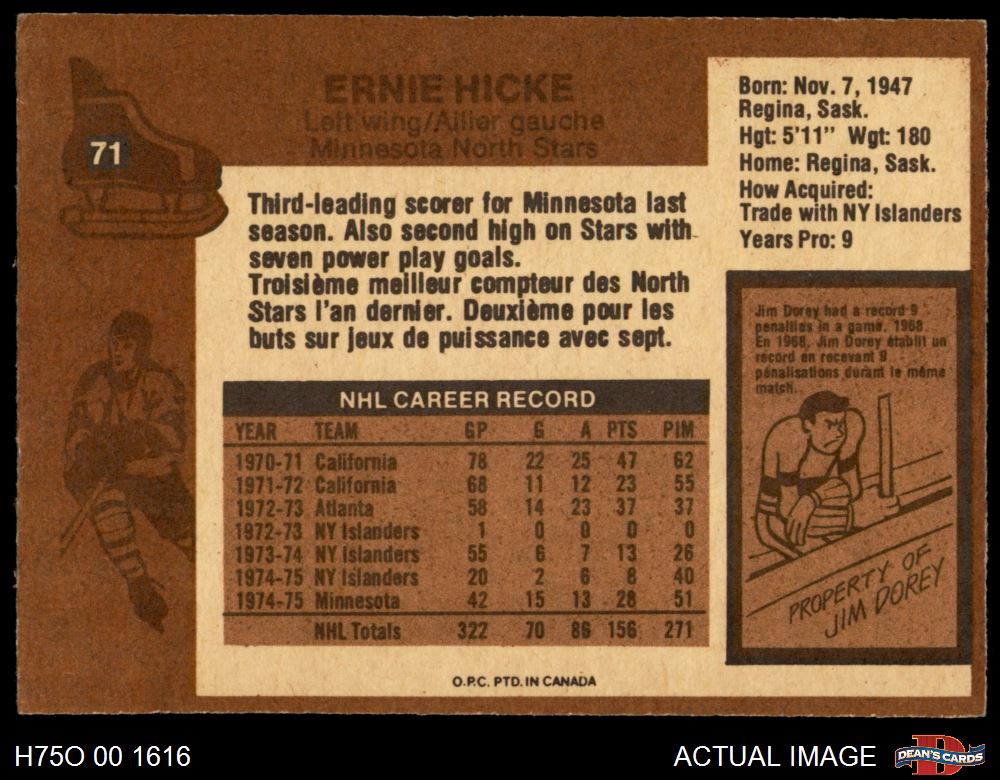 71
ERNIE HICKE
Left wing/Ailier gauche
Minnesota North Stars
Born: Nov. 7, 1947
Regina, Sask.
Hgt: 5'11" Wgt: 180
Home: Regina, Sask.
How Acquired:
Trade with NY Islanders
Years Pro: 9
Third-leading scorer for Minnesota last
season. Also second high on Stars with
seven power play goals.
Troisième meilleur compteur des North
Stars l'an dernier. Deuxième pour les
buts sur jeux de puissance avec sept.
NHL CAREER RECORD
YEAR TEAM GP G A PTS PIM
1970-71 California 78 22 25 47 62
1971-72 California 68 11 12 23 55
1972-73 Atlanta 58 14 23 37 37
1972-73 NY Islanders 1 0 0 0 0
1973-74 NY Islanders 55 6 7 13 26
1974-75 NY Islanders 20 2 6 8 40
1974-75 Minnesota 42 15 13 28 51
NHL Totals 322 70 86 156 271
Jim Dorey had a record 9
penalties in a game, 1968.
En 1968, Jim Dorey établit un
record en recevant 9
pénalisations durant le même
match.
PROPERTY OF
JIM DOREY
O.P.C. PTD. IN CANADA
H75O 00 1616
ACTUAL IMAGE
D
DEAN'S CARDS